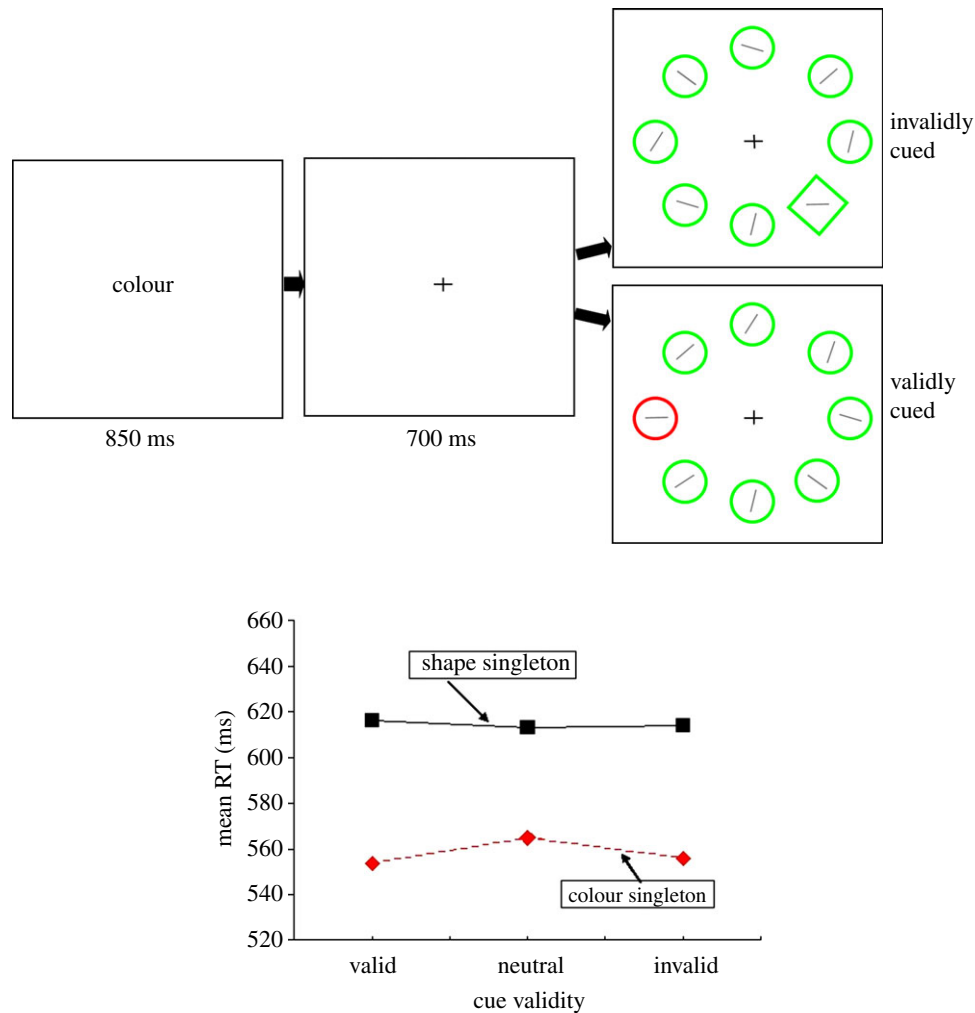 colour
850 ms
700 ms
invalidly
cued
validly
cued
660
640
620
600
580
560
540
520
mean RT (ms)
shape singleton
colour singleton
valid
neutral
invalid
cue validity